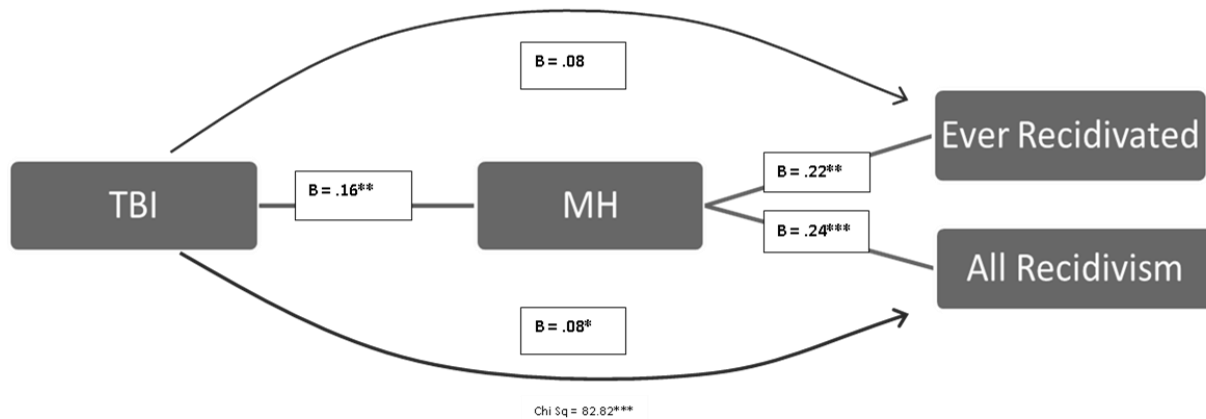 B = .08
Ever Recidivated
B = .22**
TBI
B = .16**
MH
B = .24***
All Recidivism
B = .08*
Chi Sq = 82.82***